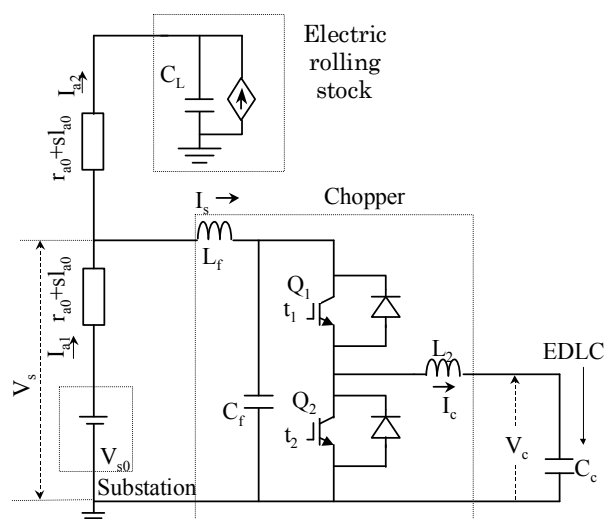 Electric
rolling
stock
C_L
I_a2
r_a0+sl_a0
I_s
Chopper
L_f
Q_1
t_1
r_a0+sl_a0
I_a1
L_2
EDLC
I_c
V_s
C_f
Q_2
t_2
V_c
C_c
V_s0
Substation